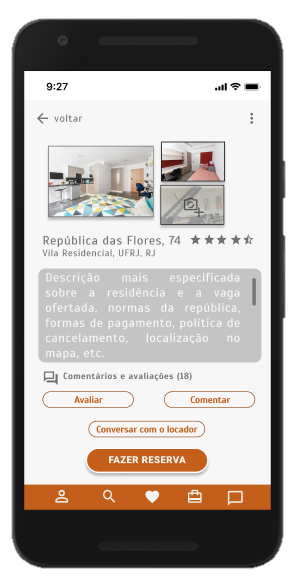 9:27
voltar
República das Flores, 74
Vila Residencial, UFRJ, RJ
Descrição mais especificada
sobre a residência e a vaga
ofertada, normas da república,
formas de pagamento, política de
cancelamento, localização no
mapa, etc.
Comentários e avaliações (18)
Avaliar Comentar
Conversar com o locador
FAZER RESERVA